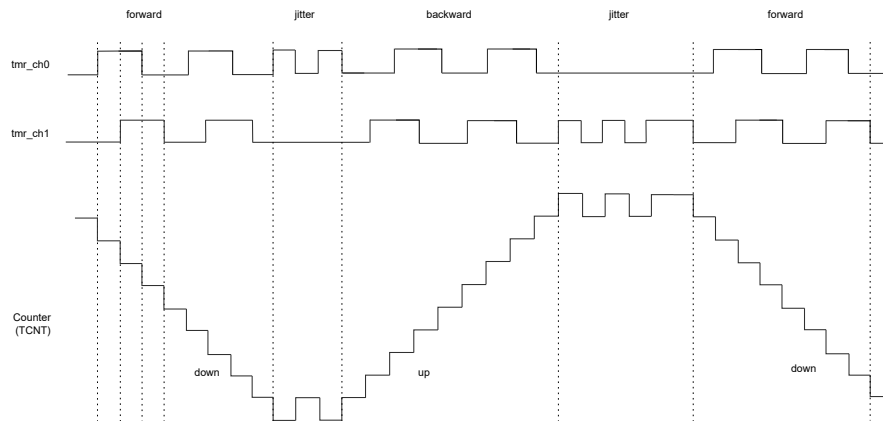 forward
jitter
backward
jitter
forward
tmr_ch0
tmr_ch1
Counter
(TCNT)
down
up
down